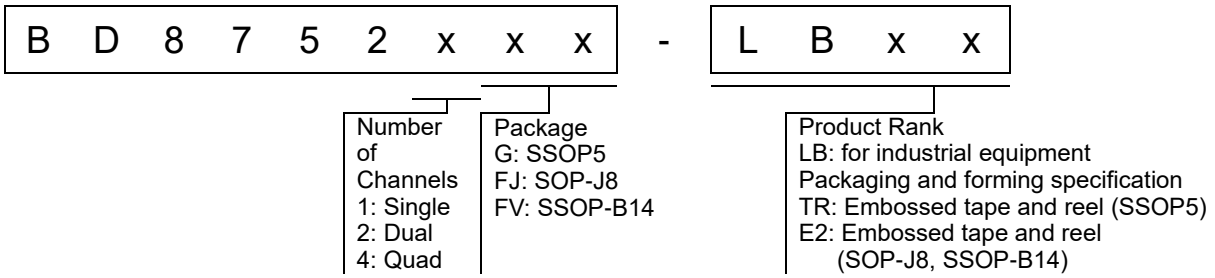 B D 8 7 5 2 x x x - L B x x
Number
of
Channels
1: Single
2: Dual
4: Quad
Package
G: SSOP5
FJ: SOP-J8
FV: SSOP-B14
Product Rank
LB: for industrial equipment
Packaging and forming specification
TR: Embossed tape and reel (SSOP5)
E2: Embossed tape and reel
(SOP-J8, SSOP-B14)